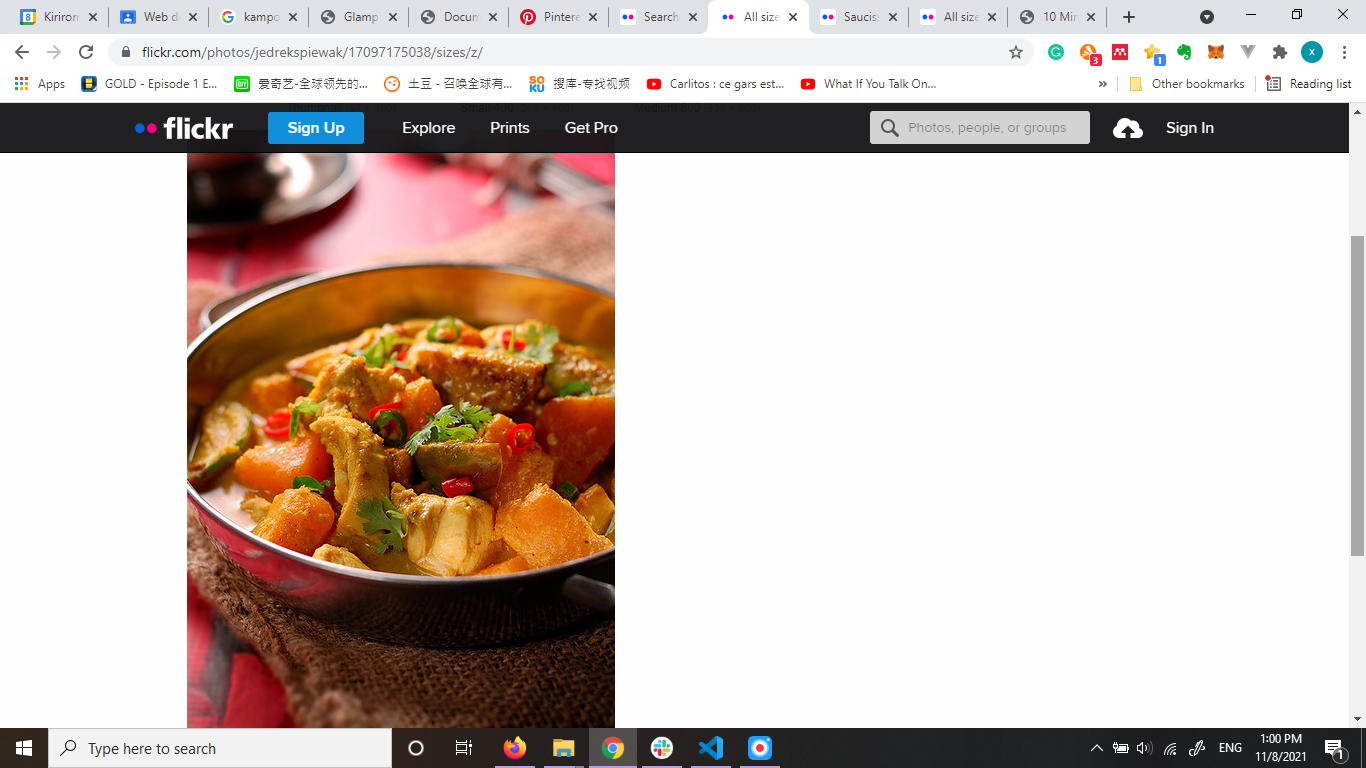 Kirirom
Web d
kampo
Glamp
Docum
Pintere
Search
All size
Saucis
All size
10 Min
flickr.com/photos/jedrekspiewak/17097175038/sizes/z/
3
1
x
Apps
GOLD - Episode 1 E...
爱奇艺-全球领先的...
土豆 - 召唤全球有...
搜库-专找视频
Carlitos : ce gars est...
What If You Talk On...
»
Other bookmarks
Reading list
flickr
Sign Up
Explore
Prints
Get Pro
Photos, people, or groups
Sign In
Type here to search
ENG
1:00 PM
11/8/2021
1